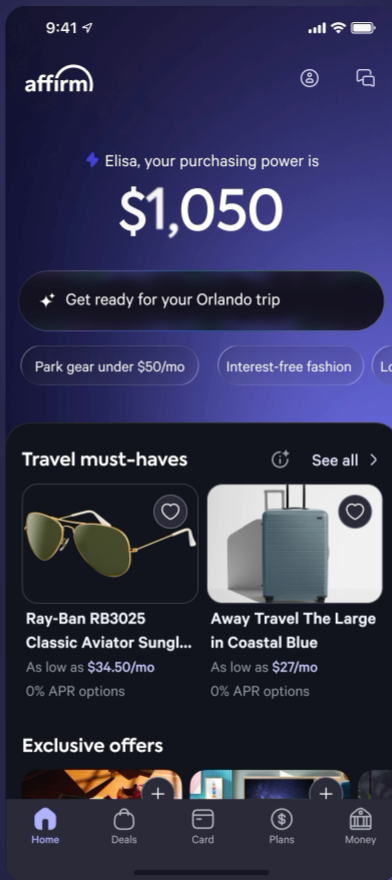 9:41
affirm
Elisa, your purchasing power is
$1,050
Get ready for your Orlando trip
Park gear under $50/mo
Interest-free fashion
Lo
Travel must-haves
See all
Ray-Ban RB3025
Classic Aviator Sungl...
As low as $34.50/mo
0% APR options
Away Travel The Large
in Coastal Blue
As low as $27/mo
0% APR options
Exclusive offers
Home
Deals
Card
Plans
Money